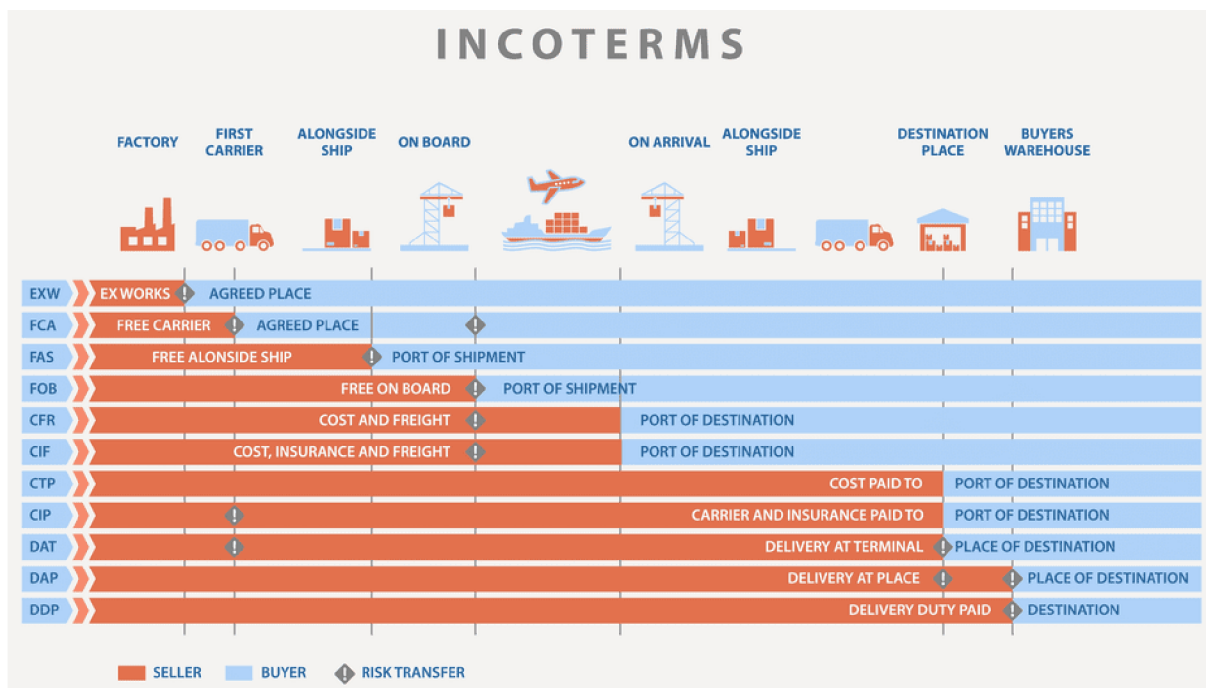 INCOTERMS
FACTORY
FIRST
CARRIER
ALONGSIDE
SHIP
ON BOARD
ON ARRIVAL
ALONGSIDE
SHIP
DESTINATION
PLACE
BUYERS
WAREHOUSE
EXW EX WORKS AGREED PLACE
FCA FREE CARRIER AGREED PLACE
FAS FREE ALONSIDE SHIP PORT OF SHIPMENT
FOB FREE ON BOARD PORT OF SHIPMENT
CFR COST AND FREIGHT PORT OF DESTINATION
CIF COST, INSURANCE AND FREIGHT PORT OF DESTINATION
CTP COST PAID TO PORT OF DESTINATION
CIP CARRIER AND INSURANCE PAID TO PORT OF DESTINATION
DAT DELIVERY AT TERMINAL PLACE OF DESTINATION
DAP DELIVERY AT PLACE PLACE OF DESTINATION
DDP DELIVERY DUTY PAID DESTINATION
SELLER BUYER RISK TRANSFER